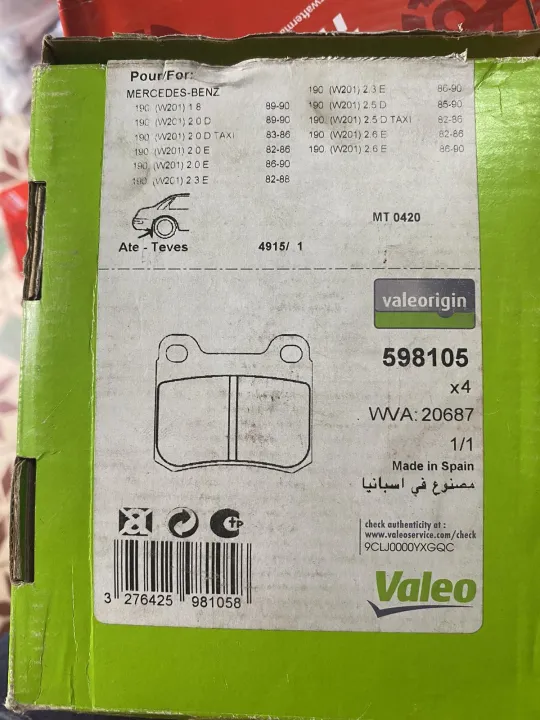 Pour/For:
MERCEDES-BENZ
190 (W201) 1 8 89-90
190 (W201) 2.0 D 89-90
190 (W201) 2.0 D TAXI 83-86
190 (W201) 2.0 E 82-86
190 (W201) 2.0 E 86-90
190 (W201) 2.3 E 82-86
190 (W201) 2.3 E 86-90
190 (W201) 2.5 D 85-90
190 (W201) 2.5 D TAXI 82-86
190 (W201) 2.6 E 82-86
190 (W201) 2.6 E 86-90
Ate - Teves 4915/ 1 MT 0420
valeorigin
598105
x4
WVA: 20687
1/1
Made in Spain
مصنوع في اسبانيا
check authenticity at :
www.valeoservice.com/check
9CLJ0000YXGQC
3 276425 981058
Valeo